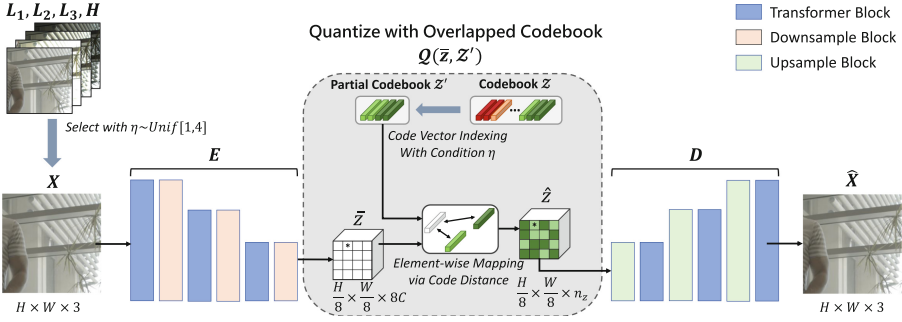 L₁, L₂, L₃, H
Select with η~Unif[1,4]
X
H × W × 3
E
Quantize with Overlapped Codebook
Q(z̄, Z′)
Partial Codebook Z′
Codebook Z
...
Code Vector Indexing
With Condition η
Z̄
*
H/8 × W/8 × 8C
Element-wise Mapping
via Code Distance
Ẑ
*
H/8 × W/8 × n_z
D
X̂
H × W × 3
Transformer Block
Downsample Block
Upsample Block